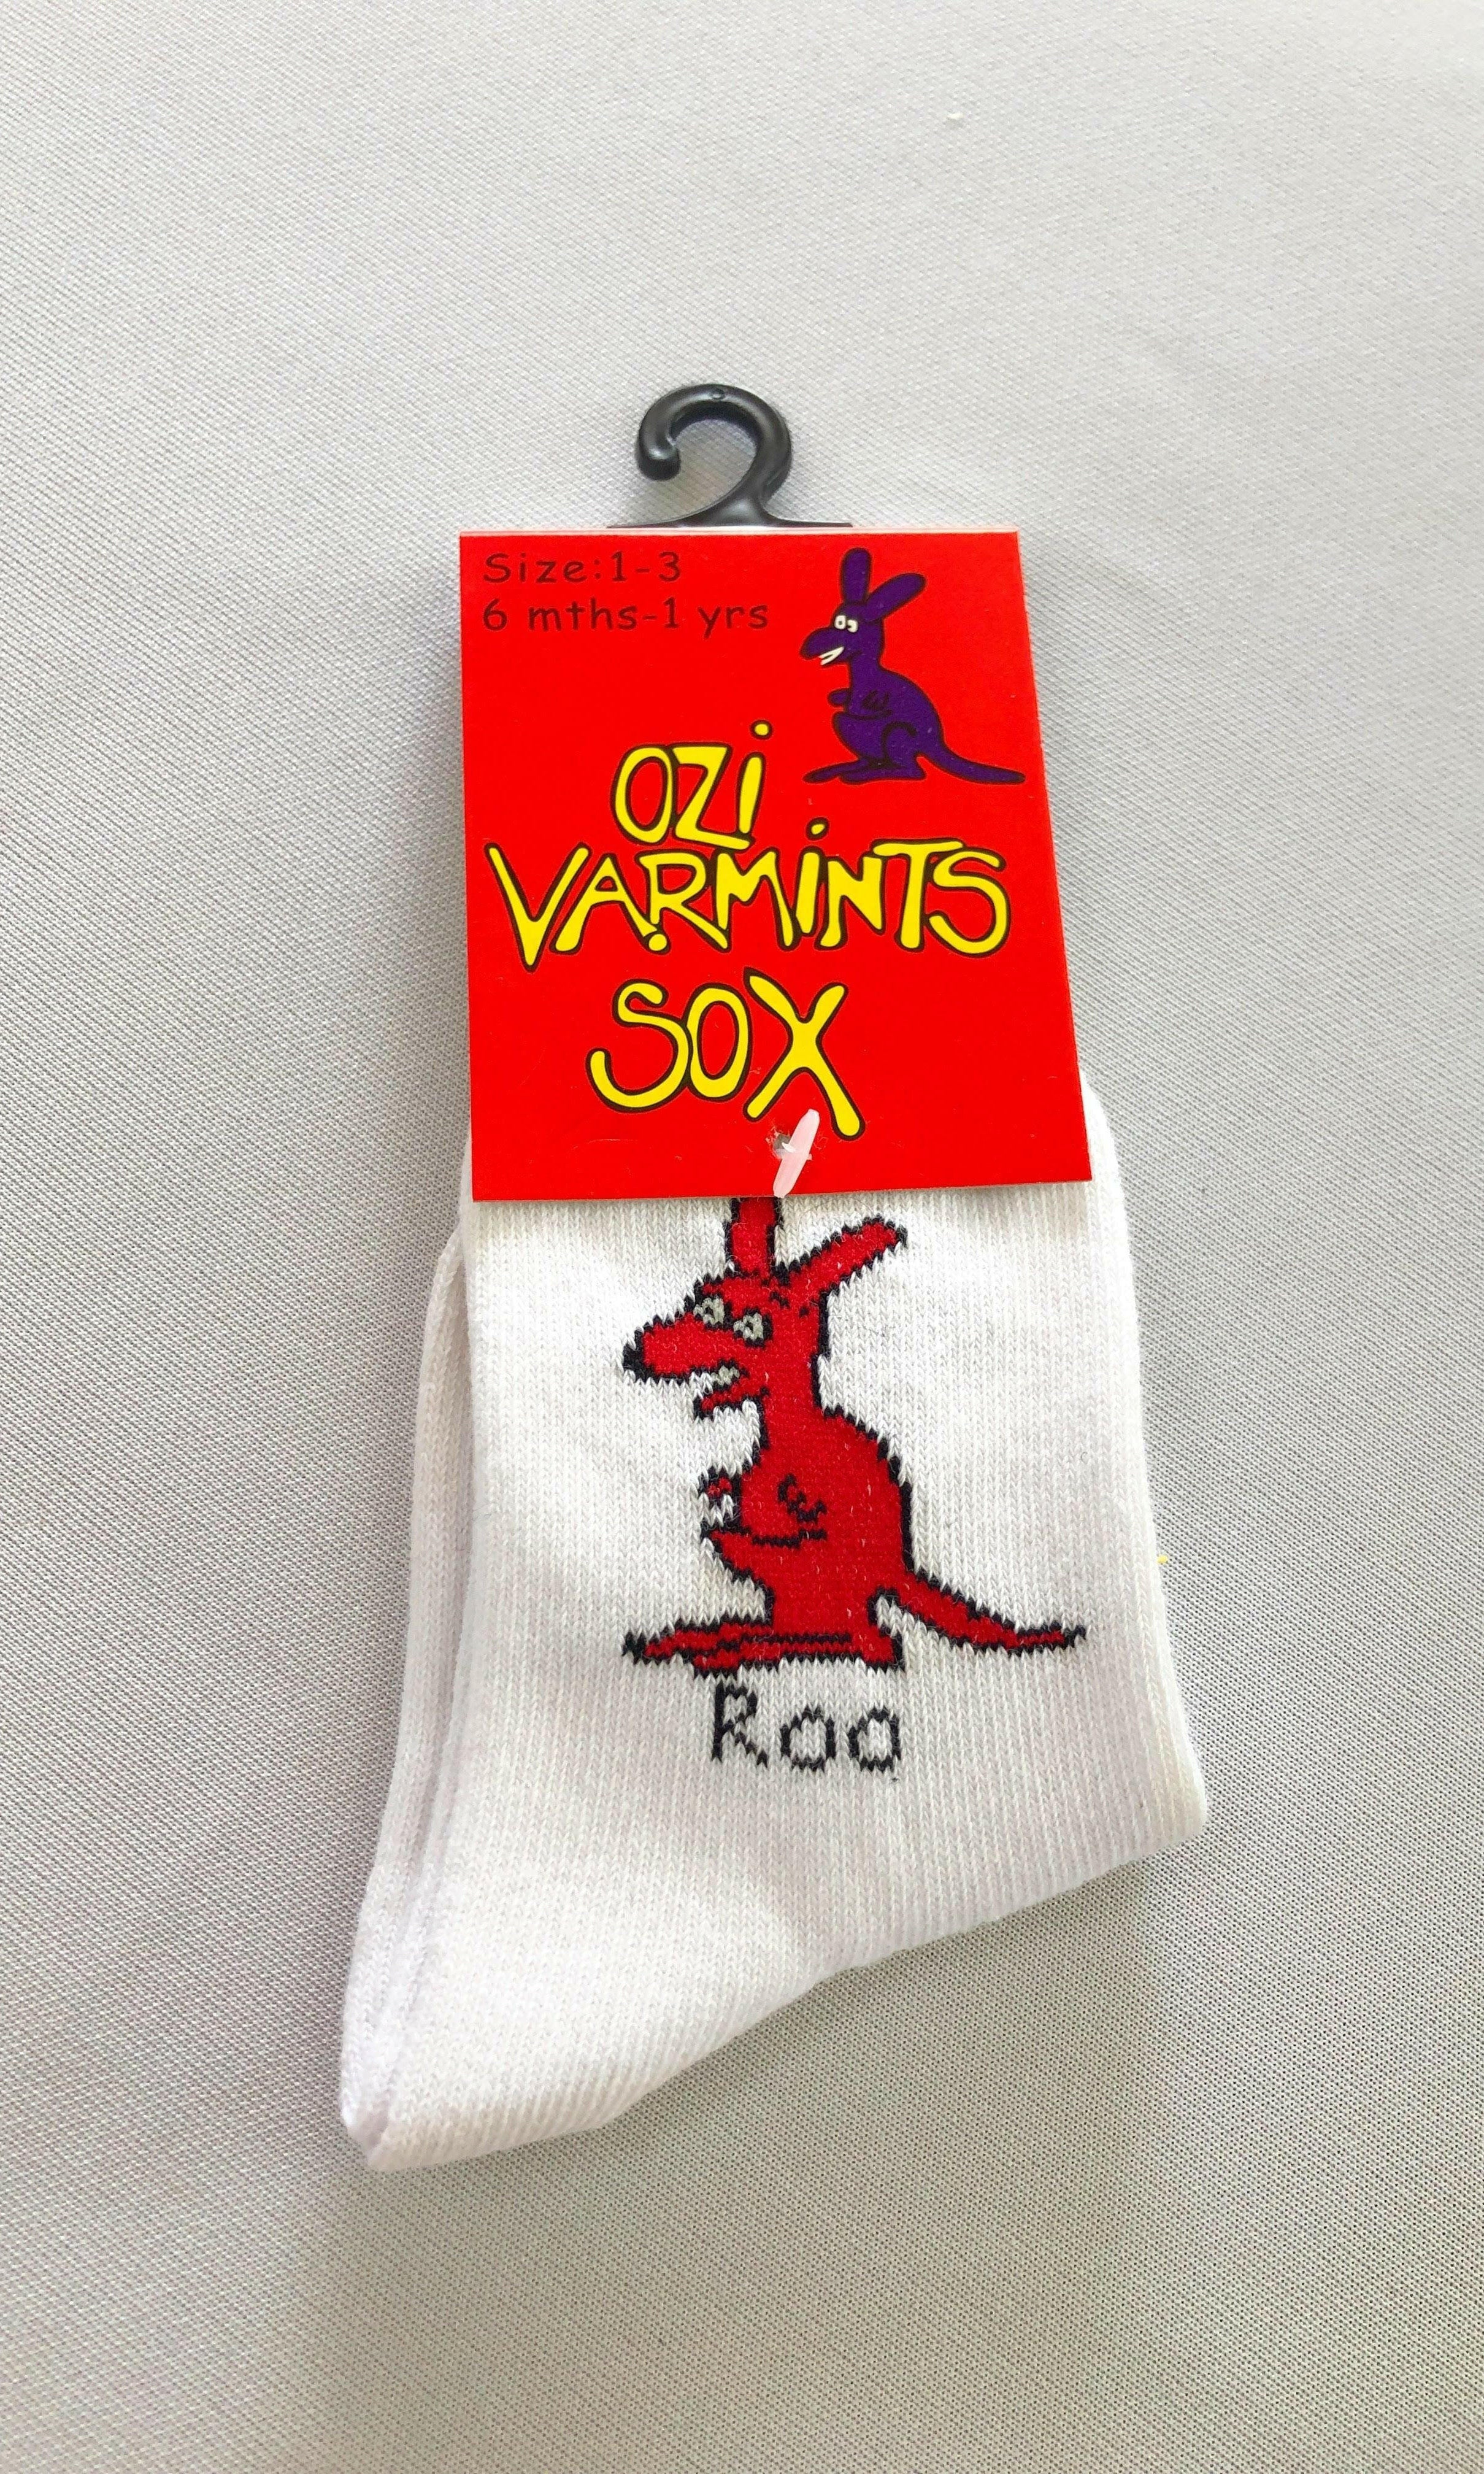 Size:1-3
6 mths-1 yrs
OZi
VARMiNTS
SOX
Roo